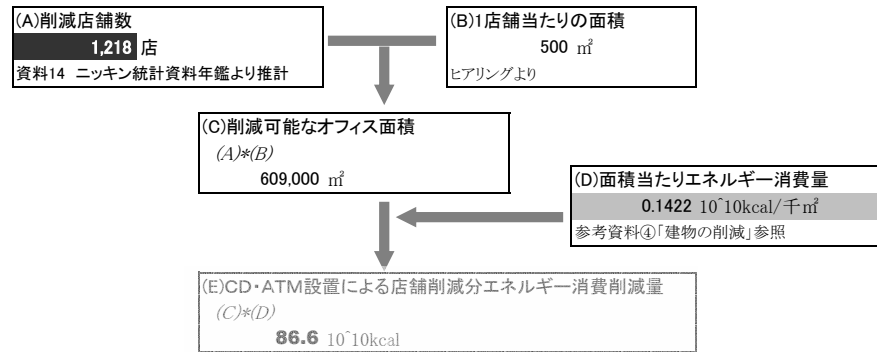 (A)削減店舗数
1,218 店
資料14 ニッキン統計資料年鑑より推計
(B)1店舗当たりの面積
500 ㎡
ヒアリングより
(C)削減可能なオフィス面積
(A)*(B)
609,000 ㎡
(D)面積当たりエネルギー消費量
0.1422 10^10kcal/千㎡
参考資料④「建物の削減」参照
(E)CD・ATM設置による店舗削減分エネルギー消費削減量
(C)*(D)
86.6 10^10kcal